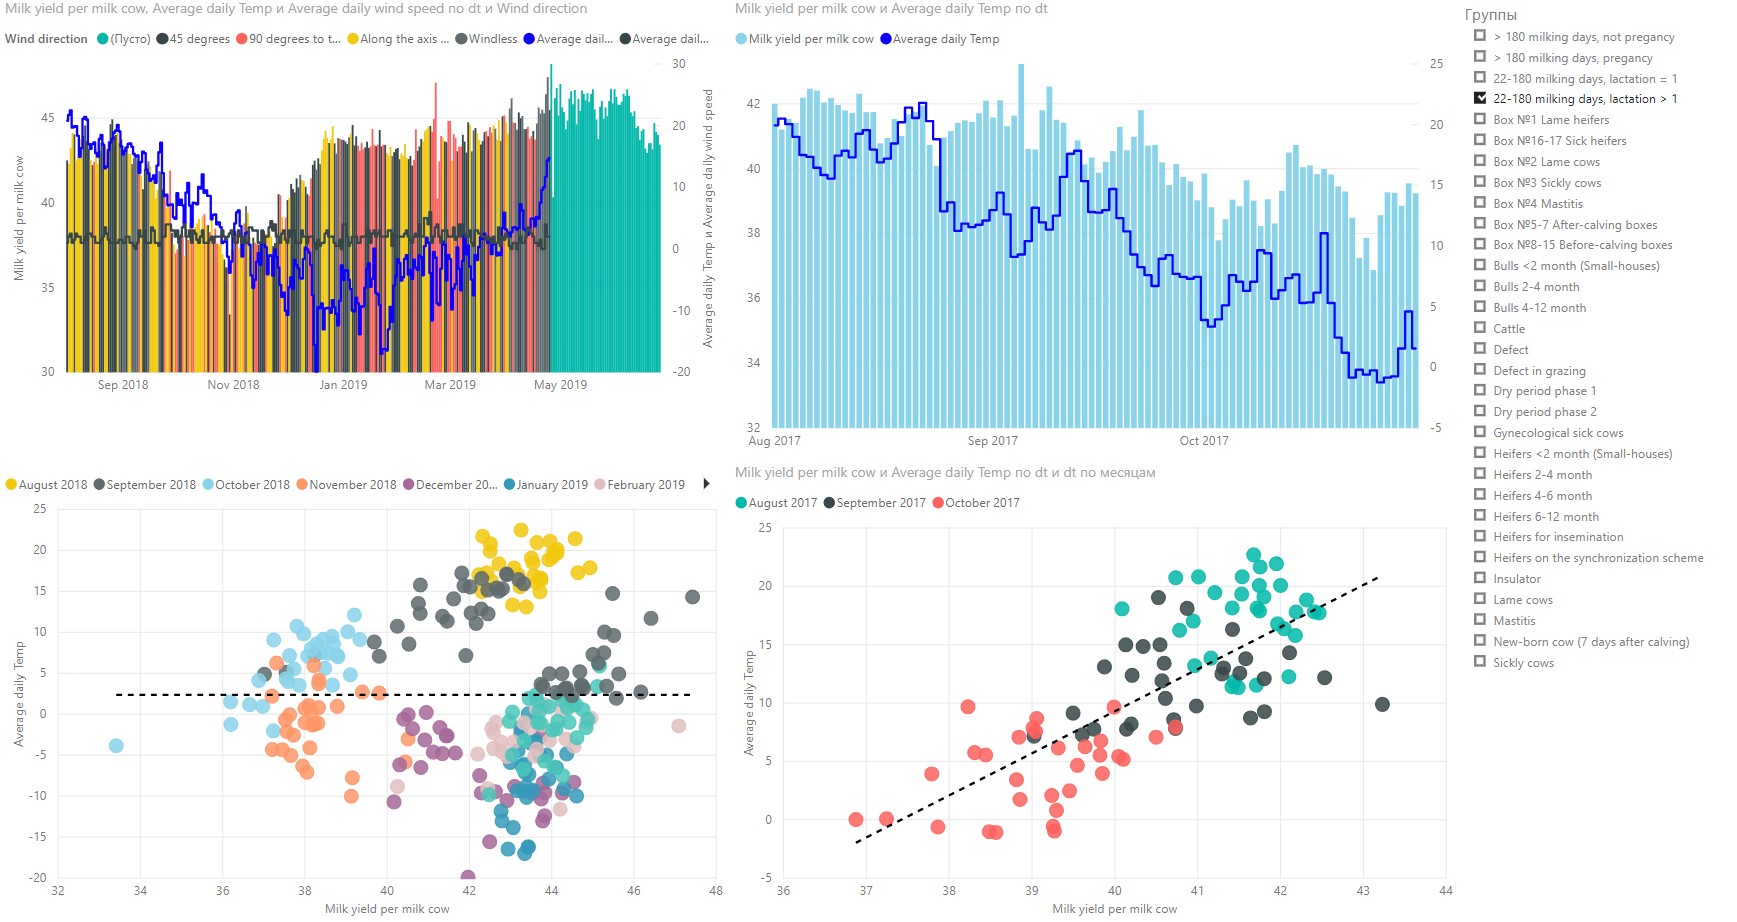 Milk yield per milk cow, Average daily Temp и Average daily wind speed по dt и Wind direction
Wind direction (Пусто) 45 degrees 90 degrees to t... Along the axis ... Windless Average dail... Average dail...
Milk yield per milk cow
45
40
35
30
30
20
10
0
-10
-20
Average daily Temp и Average daily wind speed
Sep 2018 Nov 2018 Jan 2019 Mar 2019 May 2019
Milk yield per milk cow и Average daily Temp по dt
Milk yield per milk cow Average daily Temp
42
40
38
36
34
32
25
20
15
10
5
0
-5
Aug 2017 Sep 2017 Oct 2017
August 2018 September 2018 October 2018 November 2018 December 20... January 2019 February 2019
Average daily Temp
25
20
15
10
5
0
-5
-10
-15
-20
32 34 36 38 40 42 44 46 48
Milk yield per milk cow
Milk yield per milk cow и Average daily Temp по dt и dt по месяцам
August 2017 September 2017 October 2017
Average daily Temp
25
20
15
10
5
0
-5
36 37 38 39 40 41 42 43 44
Milk yield per milk cow
Группы
> 180 milking days, not pregancy
> 180 milking days, pregancy
22-180 milking days, lactation = 1
22-180 milking days, lactation > 1
Box №1 Lame heifers
Box №16-17 Sick heifers
Box №2 Lame cows
Box №3 Sickly cows
Box №4 Mastitis
Box №5-7 After-calving boxes
Box №8-15 Before-calving boxes
Bulls <2 month (Small-houses)
Bulls 2-4 month
Bulls 4-12 month
Cattle
Defect
Defect in grazing
Dry period phase 1
Dry period phase 2
Gynecological sick cows
Heifers <2 month (Small-houses)
Heifers 2-4 month
Heifers 4-6 month
Heifers 6-12 month
Heifers for insemination
Heifers on the synchronization scheme
Insulator
Lame cows
Mastitis
New-born cow (7 days after calving)
Sickly cows